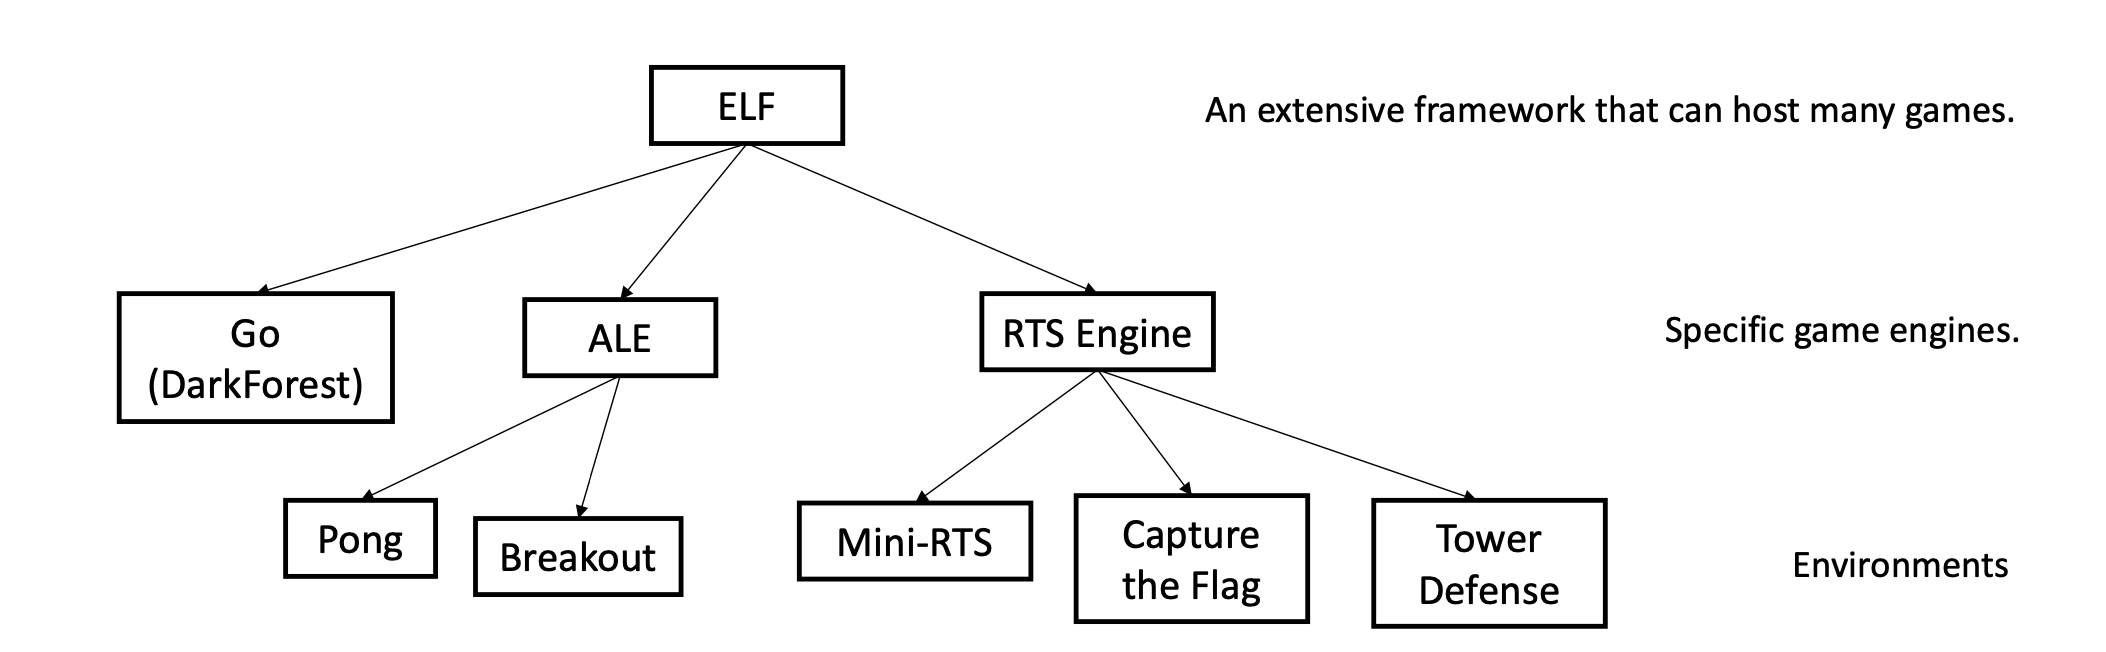 ELF
An extensive framework that can host many games.
Go
(DarkForest)
ALE
RTS Engine
Specific game engines.
Pong
Breakout
Mini-RTS
Capture
the Flag
Tower
Defense
Environments